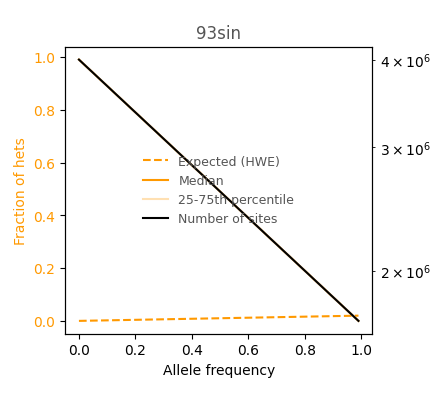 93sin
Fraction of hets
1.0
0.8
0.6
0.4
0.2
0.0
4 × 10⁶
3 × 10⁶
2 × 10⁶
Expected (HWE)
Median
25-75th percentile
Number of sites
0.0 0.2 0.4 0.6 0.8 1.0
Allele frequency